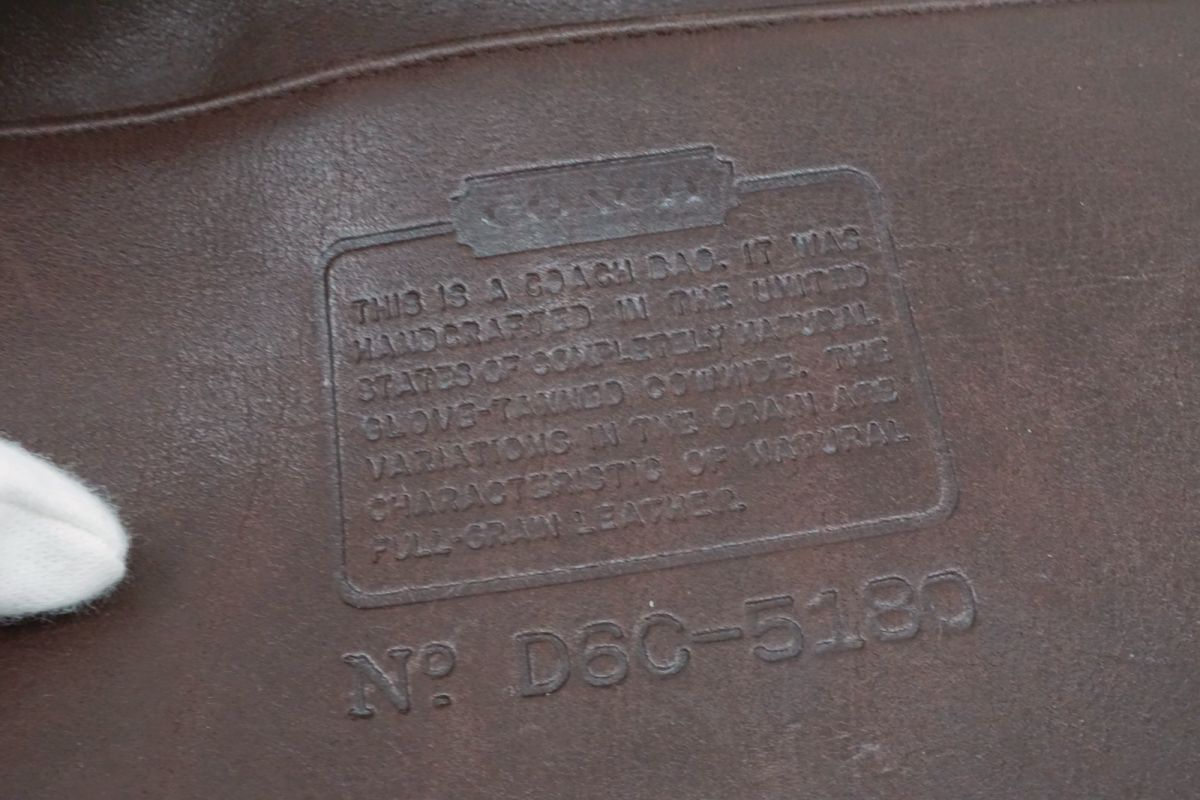 COACH
THIS IS A COACH BAG. IT WAS
HANDCRAFTED IN THE UNITED
STATES OF COMPLETELY NATURAL
GLOVE-TANNED COWHIDE. THE
VARIATIONS IN THE GRAIN ARE
CHARACTERISTIC OF NATURAL
FULL-GRAIN LEATHER.
Nº D6C-5180